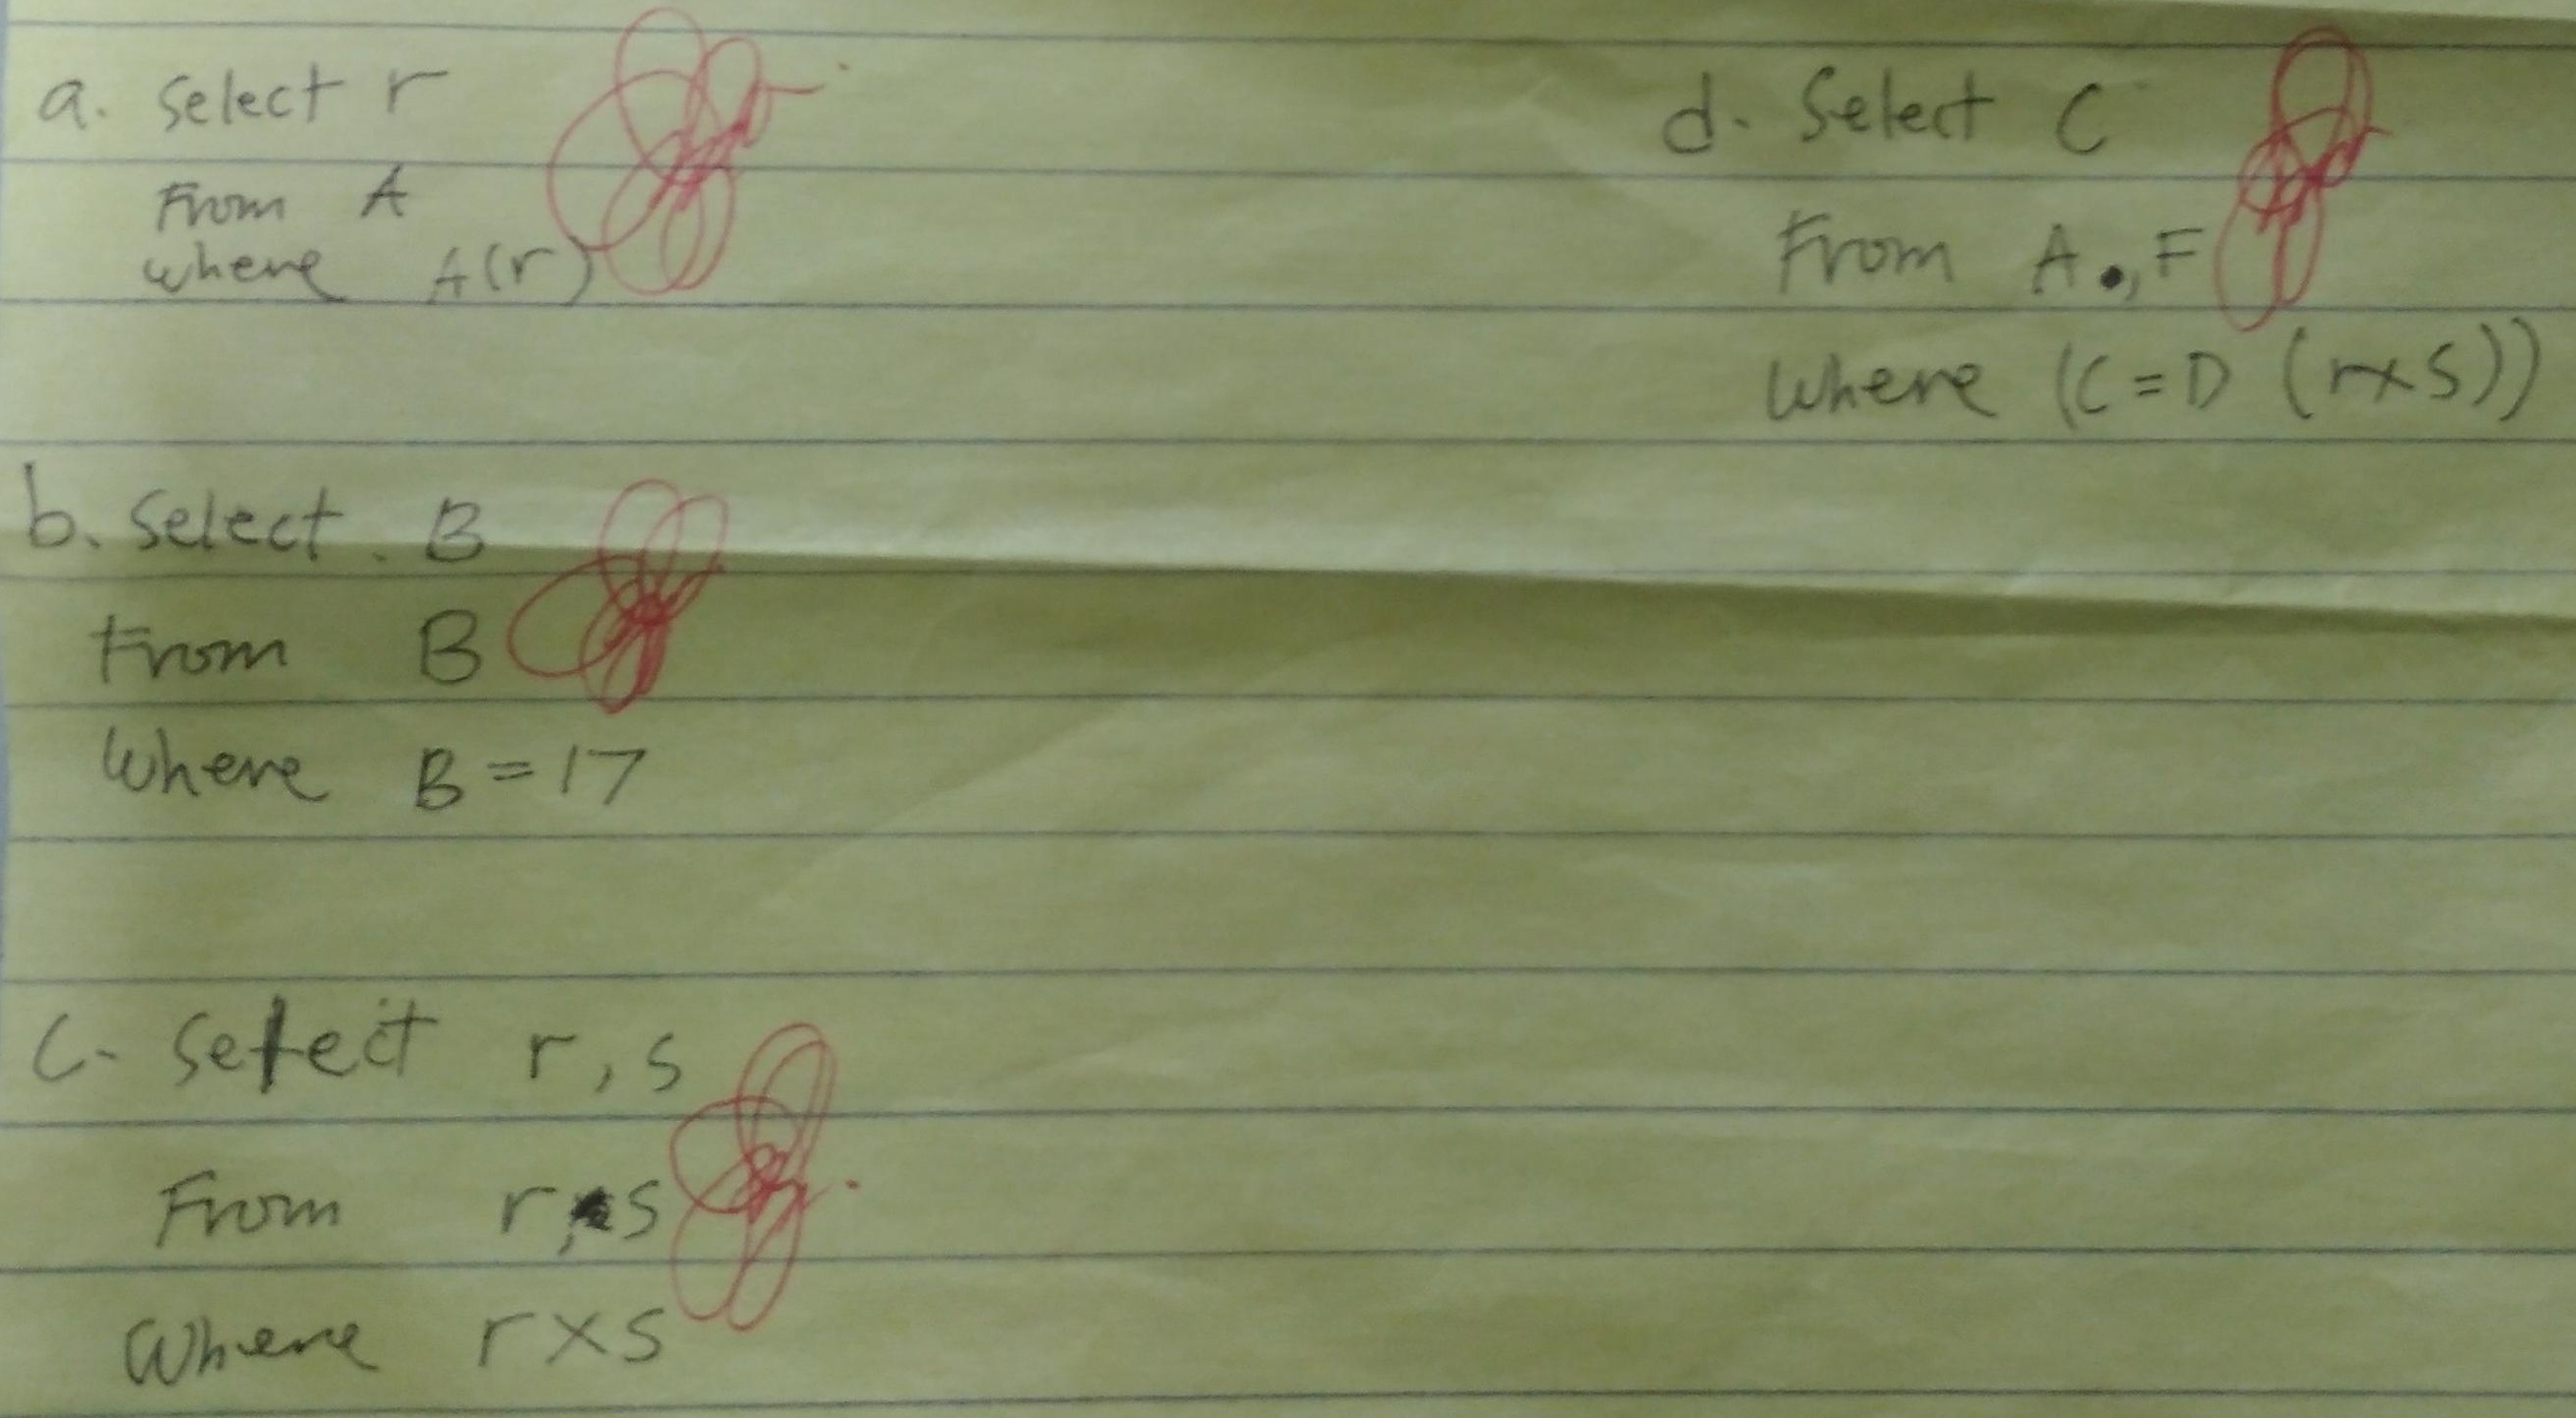 a. select r
From A
where A(r)
b. select B
From B
Where B = 17
c. select r, s
From r, s
Where r x s
d. Select C
From A , F
Where (C = D (r x s))